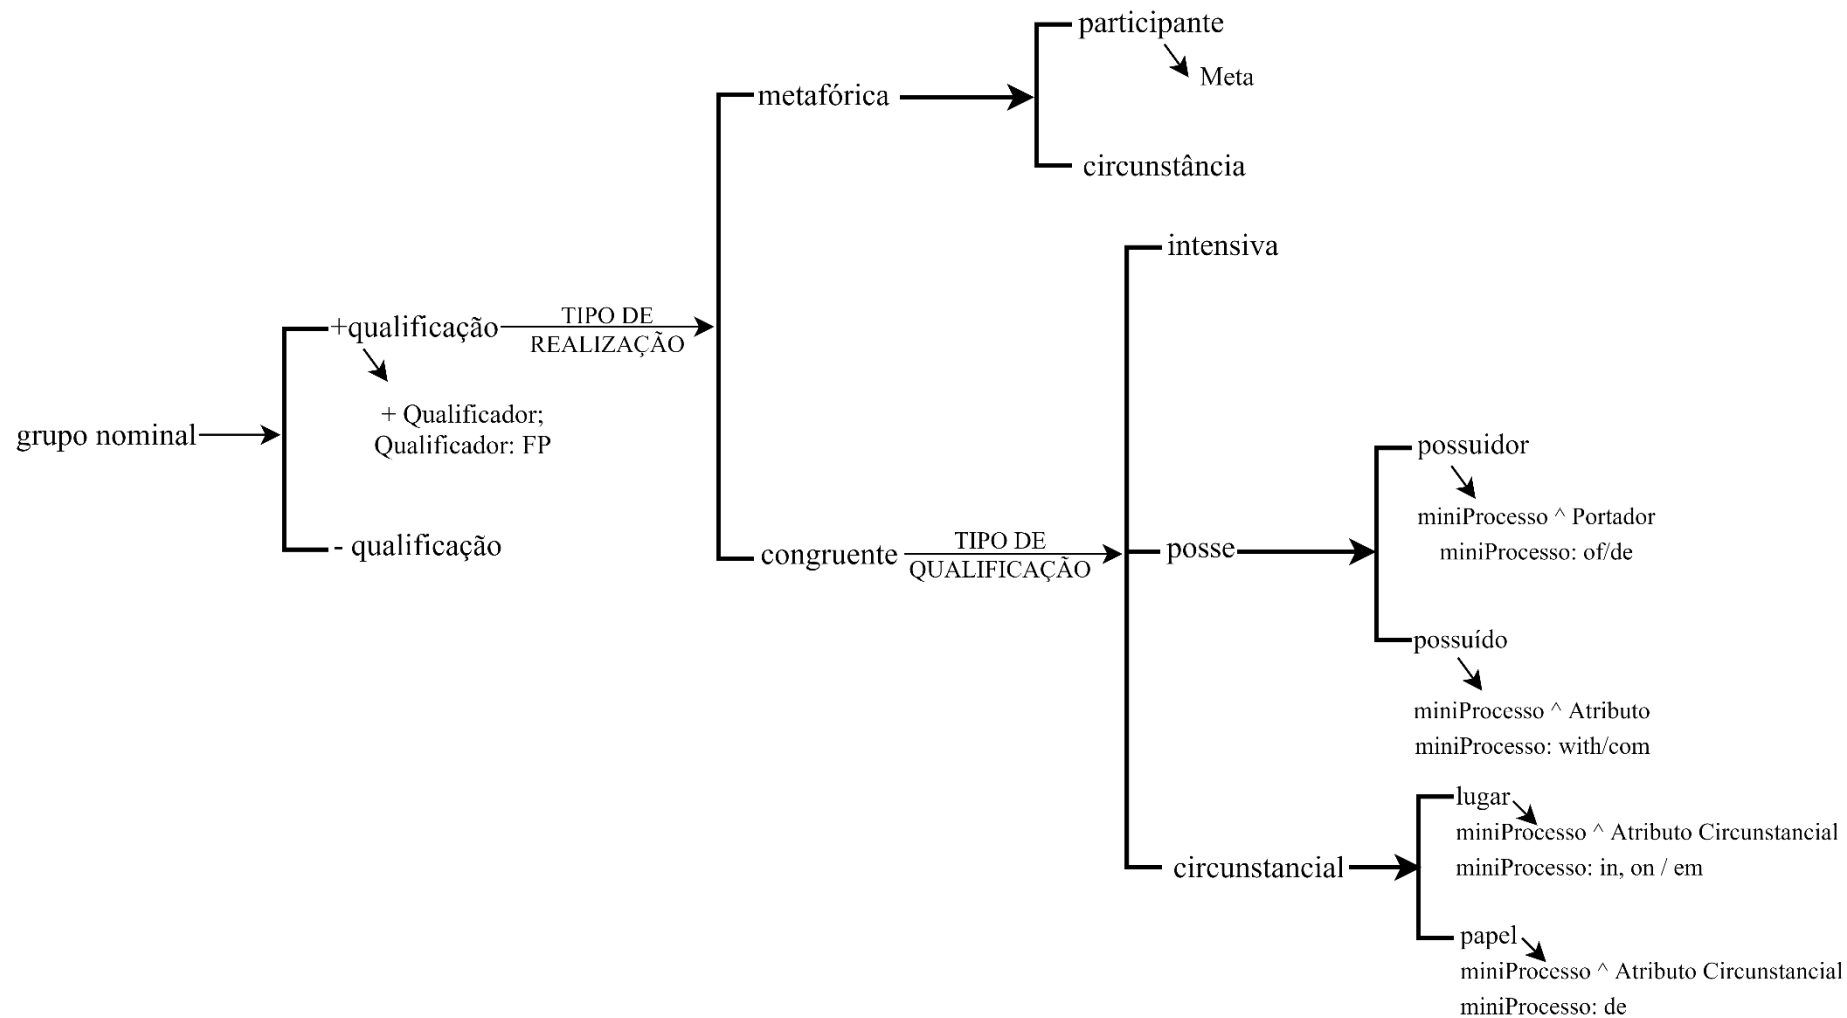 participante
Meta
metafórica
circunstância
intensiva
+qualificação
TIPO DE
REALIZAÇÃO
+ Qualificador;
Qualificador: FP
grupo nominal
- qualificação
congruente
TIPO DE
QUALIFICAÇÃO
posse
possuidor
miniProcesso ^ Portador
miniProcesso: of/de
possuído
miniProcesso ^ Atributo
miniProcesso: with/com
circunstancial
lugar
miniProcesso ^ Atributo Circunstancial
miniProcesso: in, on / em
papel
miniProcesso ^ Atributo Circunstancial
miniProcesso: de